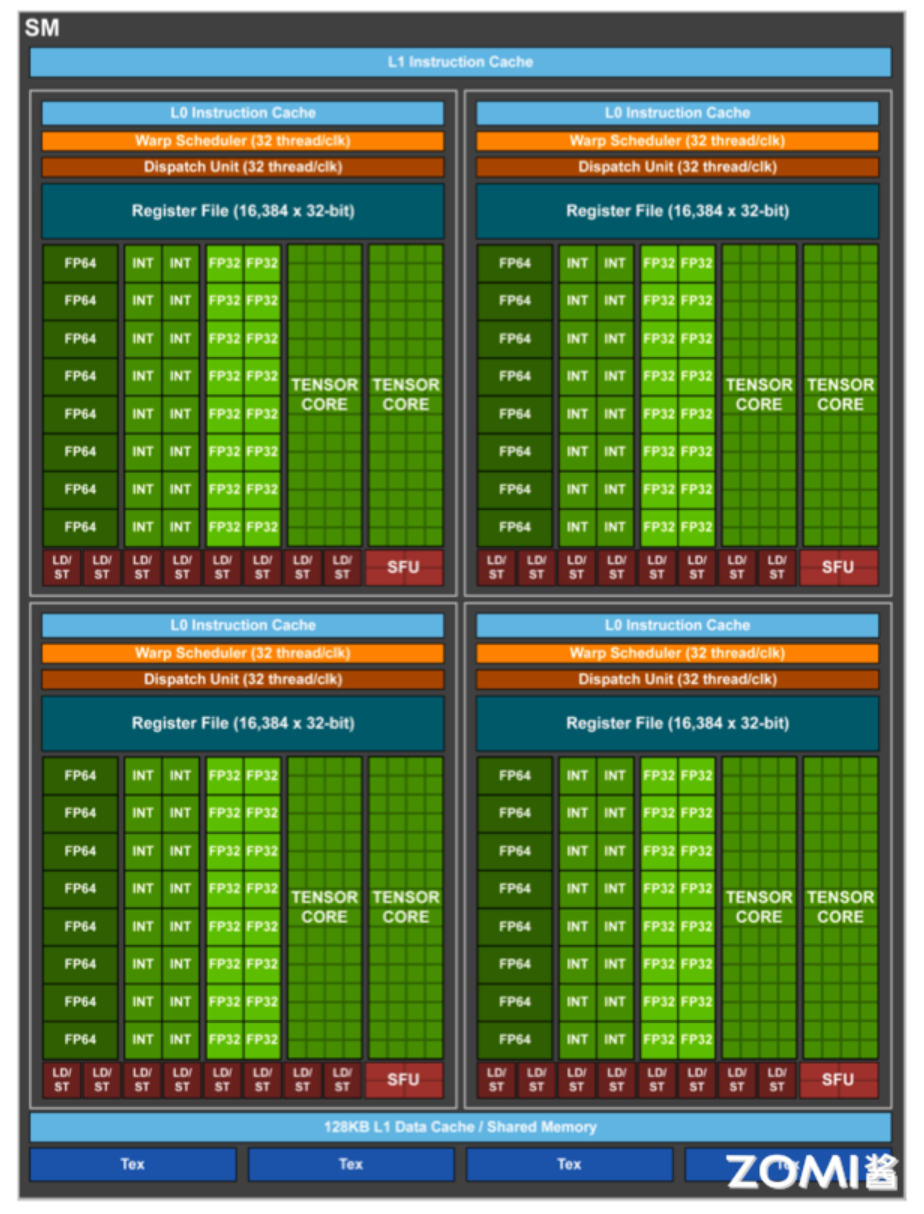 SM
L1 Instruction Cache
L0 Instruction Cache
Warp Scheduler (32 thread/clk)
Dispatch Unit (32 thread/clk)
Register File (16,384 x 32-bit)
FP64 INT INT FP32 FP32
FP64 INT INT FP32 FP32
FP64 INT INT FP32 FP32
FP64 INT INT FP32 FP32
FP64 INT INT FP32 FP32
FP64 INT INT FP32 FP32
FP64 INT INT FP32 FP32
FP64 INT INT FP32 FP32
TENSOR CORE
TENSOR CORE
LD/ST LD/ST LD/ST LD/ST LD/ST LD/ST LD/ST LD/ST SFU
L0 Instruction Cache
Warp Scheduler (32 thread/clk)
Dispatch Unit (32 thread/clk)
Register File (16,384 x 32-bit)
FP64 INT INT FP32 FP32
FP64 INT INT FP32 FP32
FP64 INT INT FP32 FP32
FP64 INT INT FP32 FP32
FP64 INT INT FP32 FP32
FP64 INT INT FP32 FP32
FP64 INT INT FP32 FP32
FP64 INT INT FP32 FP32
TENSOR CORE
TENSOR CORE
LD/ST LD/ST LD/ST LD/ST LD/ST LD/ST LD/ST LD/ST SFU
L0 Instruction Cache
Warp Scheduler (32 thread/clk)
Dispatch Unit (32 thread/clk)
Register File (16,384 x 32-bit)
FP64 INT INT FP32 FP32
FP64 INT INT FP32 FP32
FP64 INT INT FP32 FP32
FP64 INT INT FP32 FP32
FP64 INT INT FP32 FP32
FP64 INT INT FP32 FP32
FP64 INT INT FP32 FP32
FP64 INT INT FP32 FP32
TENSOR CORE
TENSOR CORE
LD/ST LD/ST LD/ST LD/ST LD/ST LD/ST LD/ST LD/ST SFU
L0 Instruction Cache
Warp Scheduler (32 thread/clk)
Dispatch Unit (32 thread/clk)
Register File (16,384 x 32-bit)
FP64 INT INT FP32 FP32
FP64 INT INT FP32 FP32
FP64 INT INT FP32 FP32
FP64 INT INT FP32 FP32
FP64 INT INT FP32 FP32
FP64 INT INT FP32 FP32
FP64 INT INT FP32 FP32
FP64 INT INT FP32 FP32
TENSOR CORE
TENSOR CORE
LD/ST LD/ST LD/ST LD/ST LD/ST LD/ST LD/ST LD/ST SFU
128KB L1 Data Cache / Shared Memory
Tex Tex Tex
ZOMI酱